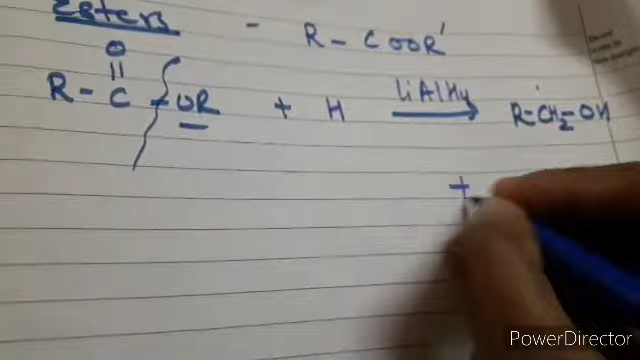 Esters - R - COOR'
O
||
R - C - OR + H LiAlH4 R-CH2-OH
+
PowerDirector